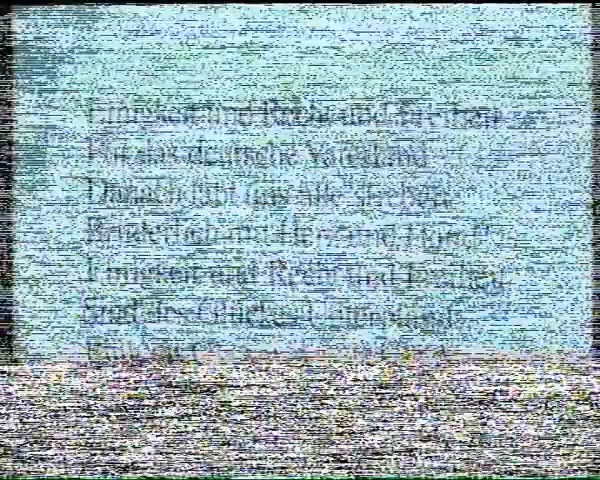 Einigkeit und Recht und Freiheit
Für das deutsche Vaterland
Danach laßt uns alle streben
Brüderlich mit Herz und Hand
Einigkeit und Recht und Freiheit
Sind des Glückes Unterpfand